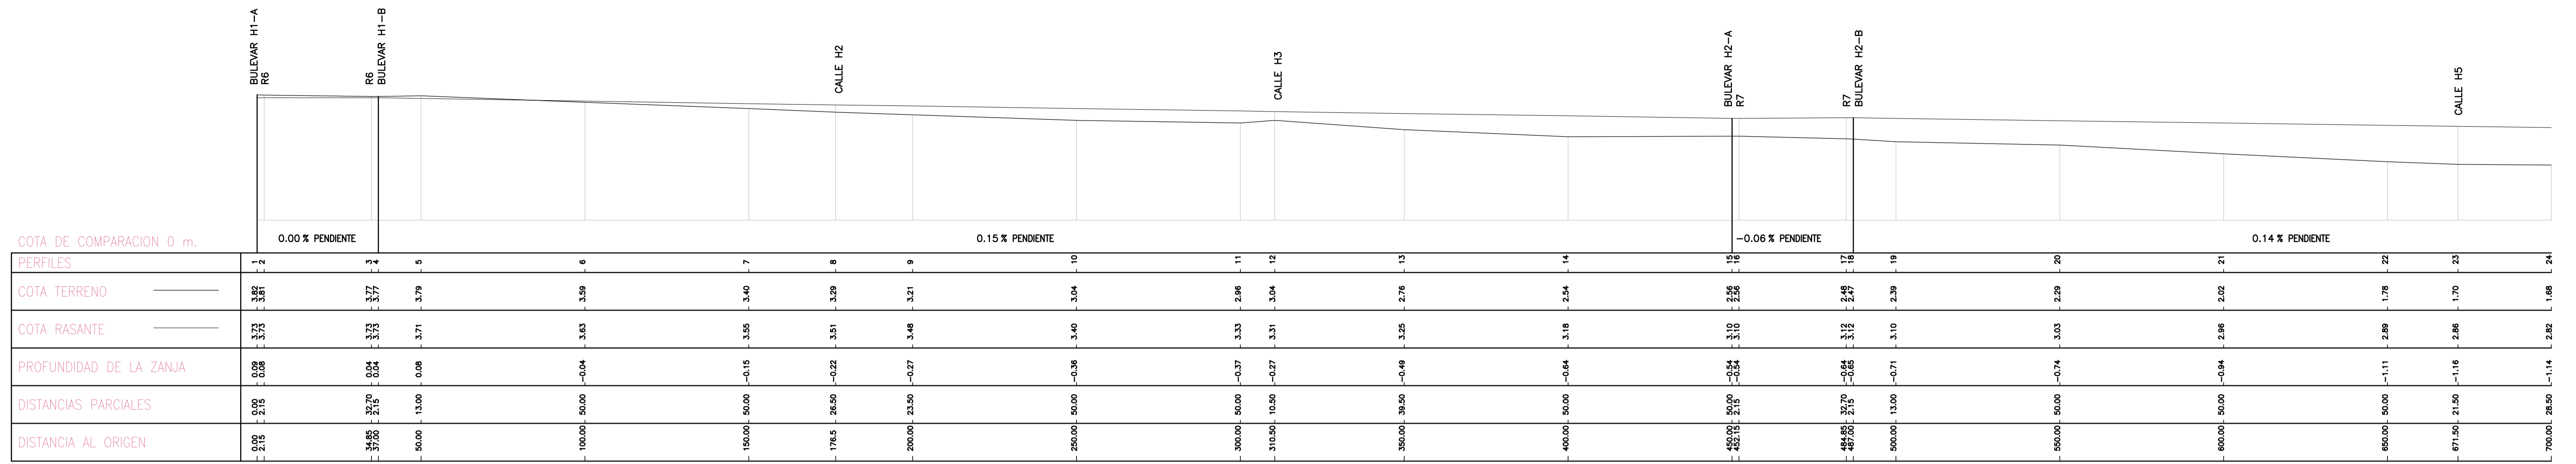 BULEVAR H1-A
R6
R6
BULEVAR H1-B
CALLE H2
CALLE H3
BULEVAR H2-A
R7
R7
BULEVAR H2-B
CALLE H5
COTA DE COMPARACION 0 m.
0.00 % PENDIENTE
0.15 % PENDIENTE
-0.06 % PENDIENTE
0.14 % PENDIENTE
PERFILES 1 2 3 4 5 6 7 8 9 10 11 12 13 14 15 16 17 18 19 20 21 22 23 24
COTA TERRENO 3.82 3.81 3.77 3.77 3.79 3.59 3.40 3.29 3.21 3.04 2.96 3.04 2.76 2.54 2.56 2.56 2.48 2.47 2.39 2.29 2.02 1.78 1.70 1.68
COTA RASANTE 3.73 3.73 3.73 3.73 3.71 3.63 3.55 3.51 3.48 3.40 3.33 3.31 3.25 3.18 3.10 3.10 3.12 3.12 3.10 3.03 2.96 2.89 2.86 2.82
PROFUNDIDAD DE LA ZANJA 0.09 0.08 0.04 0.04 0.08 -0.04 -0.15 -0.22 -0.27 -0.36 -0.37 -0.27 -0.49 -0.64 -0.54 -0.54 -0.64 -0.65 -0.71 -0.74 -0.94 -1.11 -1.16 -1.14
DISTANCIAS PARCIALES 0.00 2.15 32.70 2.15 13.00 50.00 50.00 26.50 23.50 50.00 50.00 10.50 39.50 50.00 50.00 2.15 32.70 2.15 13.00 50.00 50.00 50.00 21.50 28.50
DISTANCIA AL ORIGEN 0.00 2.15 34.85 37.00 50.00 100.00 150.00 176.5 200.00 250.00 300.00 310.50 350.00 400.00 450.00 452.15 484.85 487.00 500.00 550.00 600.00 650.00 671.50 700.00